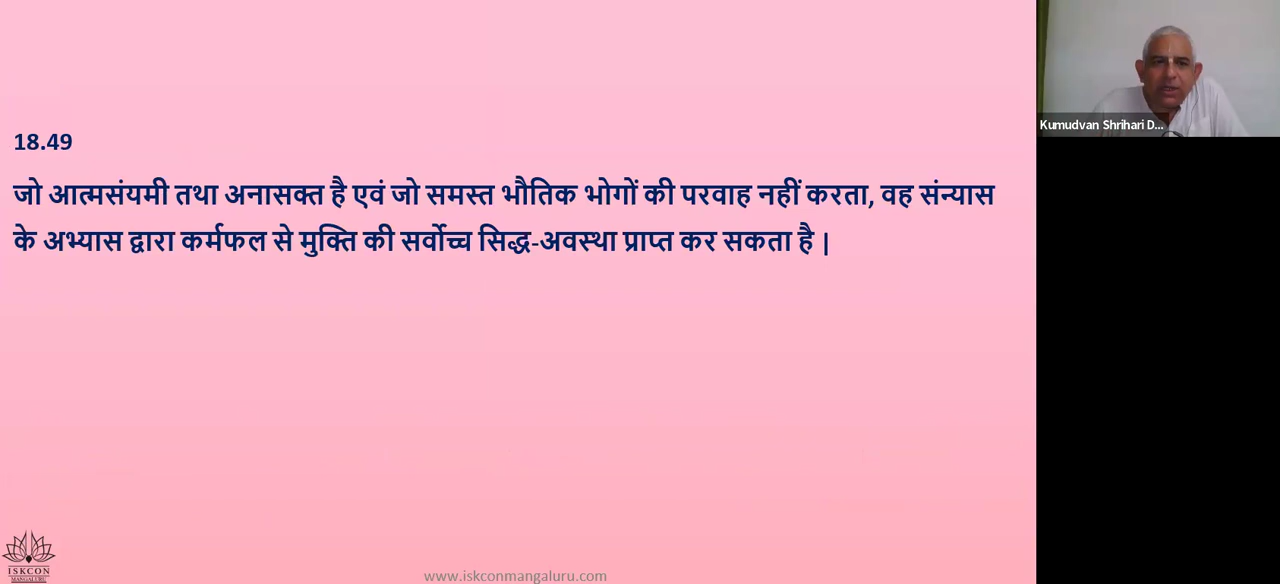 18.49
जो आत्मसंयमी तथा अनासक्त है एवं जो समस्त भौतिक भोगों की परवाह नहीं करता, वह संन्यास
के अभ्यास द्वारा कर्मफल से मुक्ति की सर्वोच्च सिद्ध-अवस्था प्राप्त कर सकता है |
Kumudvan Shrihari D...
ISKCON
MANGALURU
www.iskconmangaluru.com